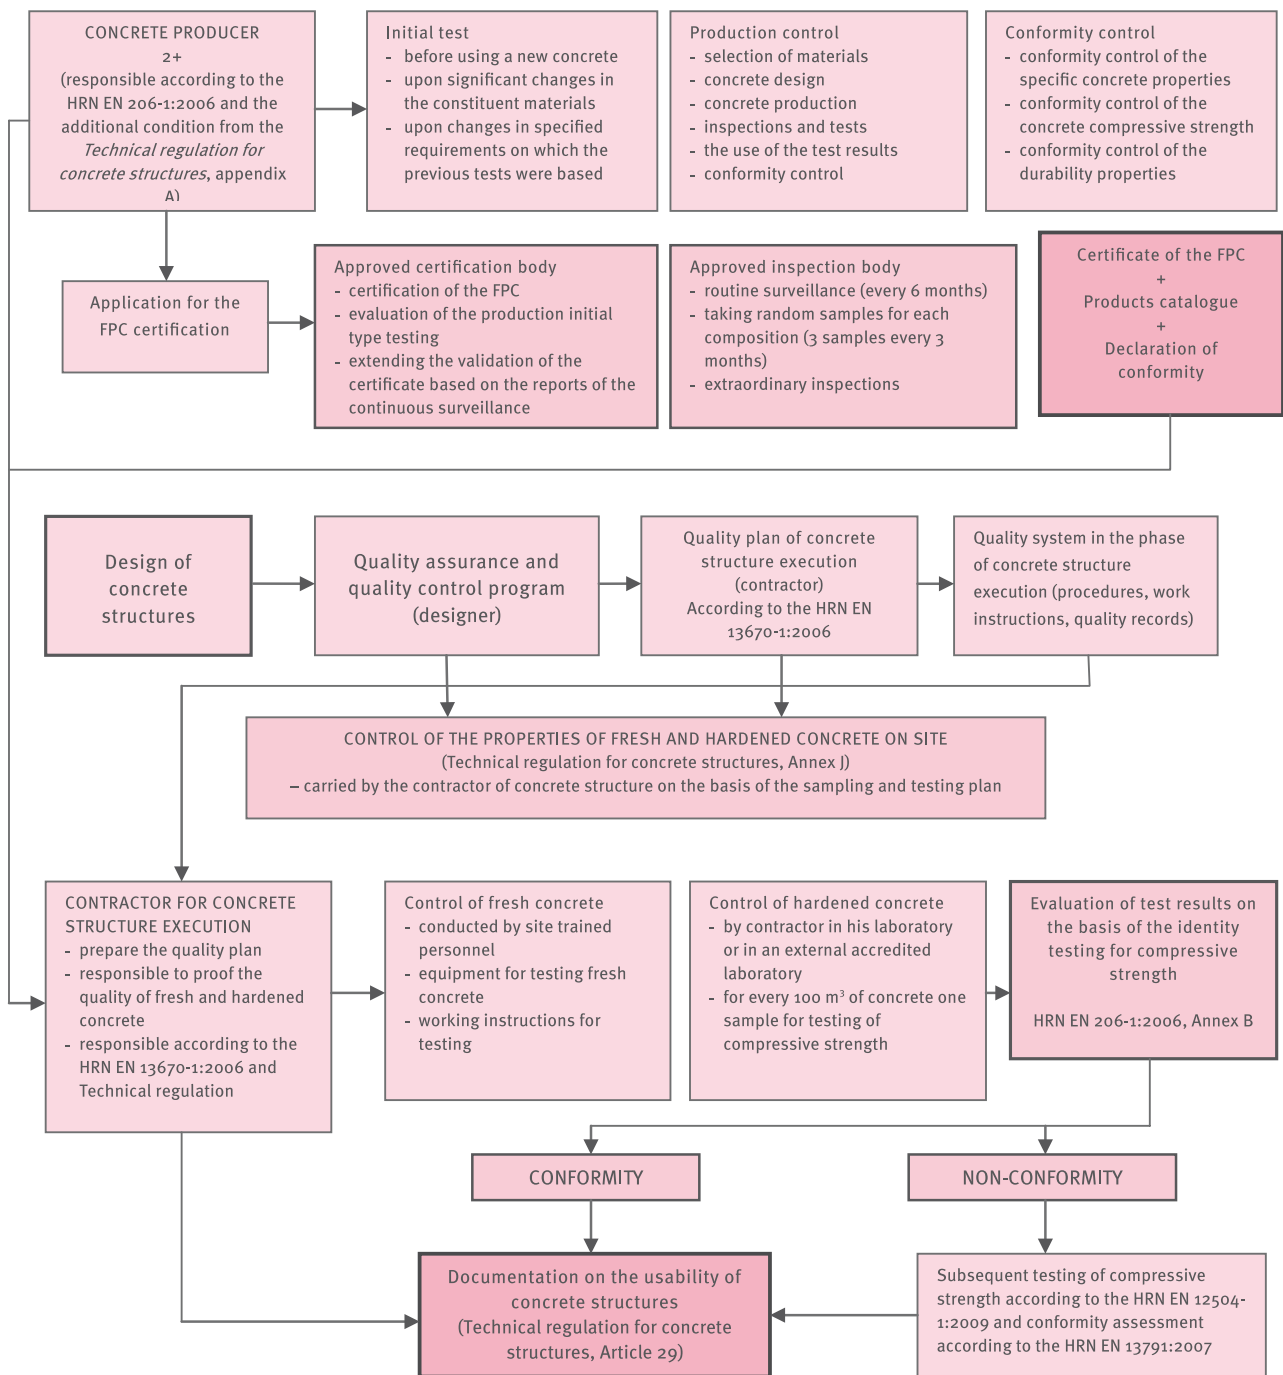 CONCRETE PRODUCER
2+
(responsible according to the
HRN EN 206-1:2006 and the
additional condition from the
Technical regulation for
concrete structures, appendix
A)
Initial test
- before using a new concrete
- upon significant changes in
the constituent materials
- upon changes in specified
requirements on which the
previous tests were based
Production control
- selection of materials
- concrete design
- concrete production
- inspections and tests
- the use of the test results
- conformity control
Conformity control
- conformity control of the
specific concrete properties
- conformity control of the
concrete compressive strength
- conformity control of the
durability properties
Application for the
FPC certification
Approved certification body
- certification of the FPC
- evaluation of the production initial
type testing
- extending the validation of the
certificate based on the reports of the
continuous surveillance
Approved inspection body
- routine surveillance (every 6 months)
- taking random samples for each
composition (3 samples every 3
months)
- extraordinary inspections
Certificate of the FPC
+
Products catalogue
+
Declaration of
conformity
Design of
concrete
structures
Quality assurance and
quality control program
(designer)
Quality plan of concrete
structure execution
(contractor)
According to the HRN EN
13670-1:2006
Quality system in the phase
of concrete structure
execution (procedures, work
instructions, quality records)
CONTROL OF THE PROPERTIES OF FRESH AND HARDENED CONCRETE ON SITE
(Technical regulation for concrete structures, Annex J)
– carried by the contractor of concrete structure on the basis of the sampling and testing plan
CONTRACTOR FOR CONCRETE
STRUCTURE EXECUTION
- prepare the quality plan
- responsible to proof the
quality of fresh and hardened
concrete
- responsible according to the
HRN EN 13670-1:2006 and
Technical regulation
Control of fresh concrete
- conducted by site trained
personnel
- equipment for testing fresh
concrete
- working instructions for
testing
Control of hardened concrete
- by contractor in his laboratory
or in an external accredited
laboratory
- for every 100 m³ of concrete one
sample for testing of
compressive strength
Evaluation of test results on
the basis of the identity
testing for compressive
strength
HRN EN 206-1:2006, Annex B
CONFORMITY
NON-CONFORMITY
Documentation on the usability of
concrete structures
(Technical regulation for concrete
structures, Article 29)
Subsequent testing of compressive
strength according to the HRN EN 12504-
1:2009 and conformity assessment
according to the HRN EN 13791:2007